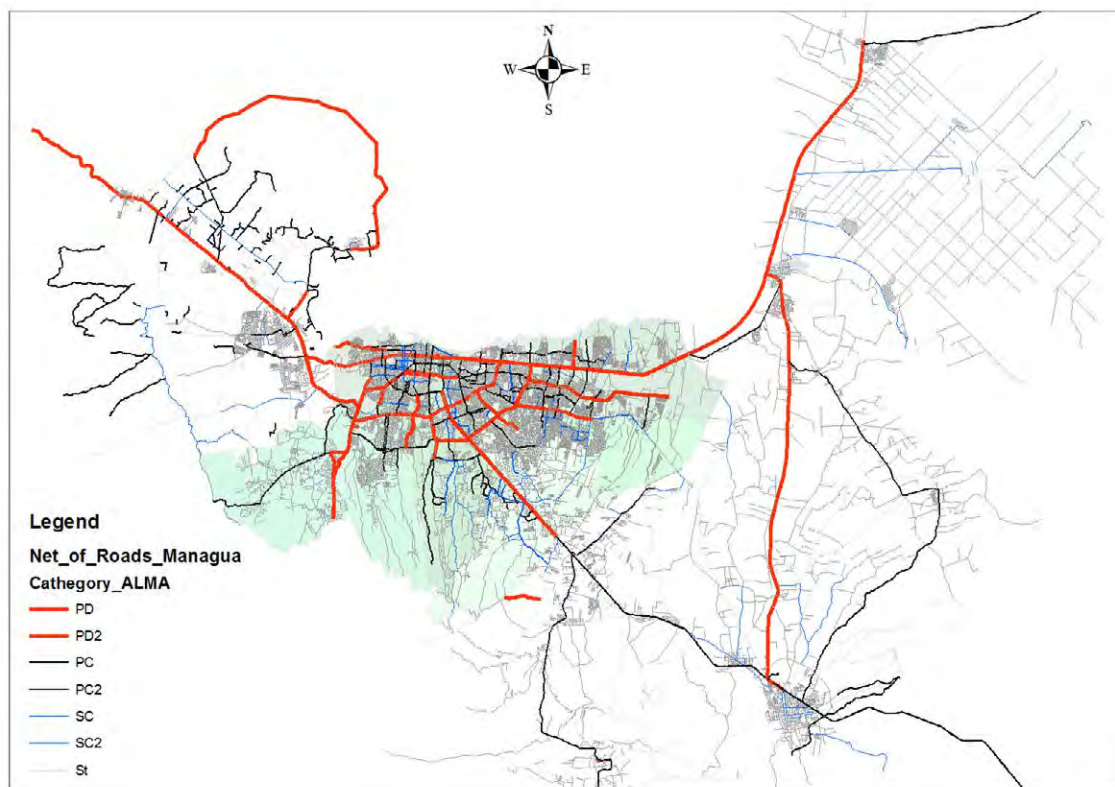 N
W E
S
Legend
Net_of_Roads_Managua
Cathegory_ALMA
PD
PD2
PC
PC2
SC
SC2
St